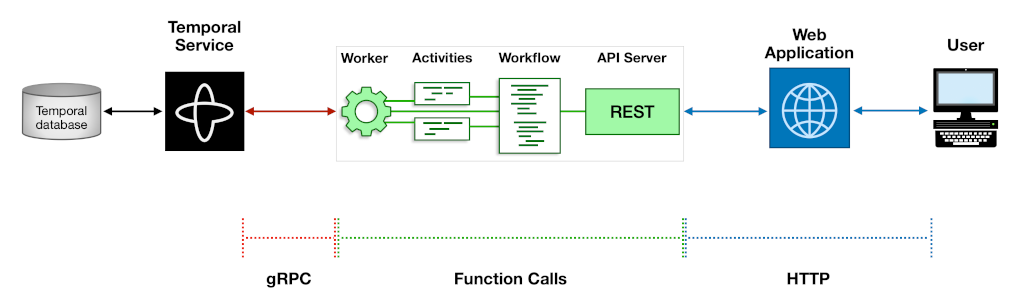 Temporal
Service
Web
Application
User
Worker
Activities
Workflow
API Server
Temporal
database
REST
gRPC
Function Calls
HTTP